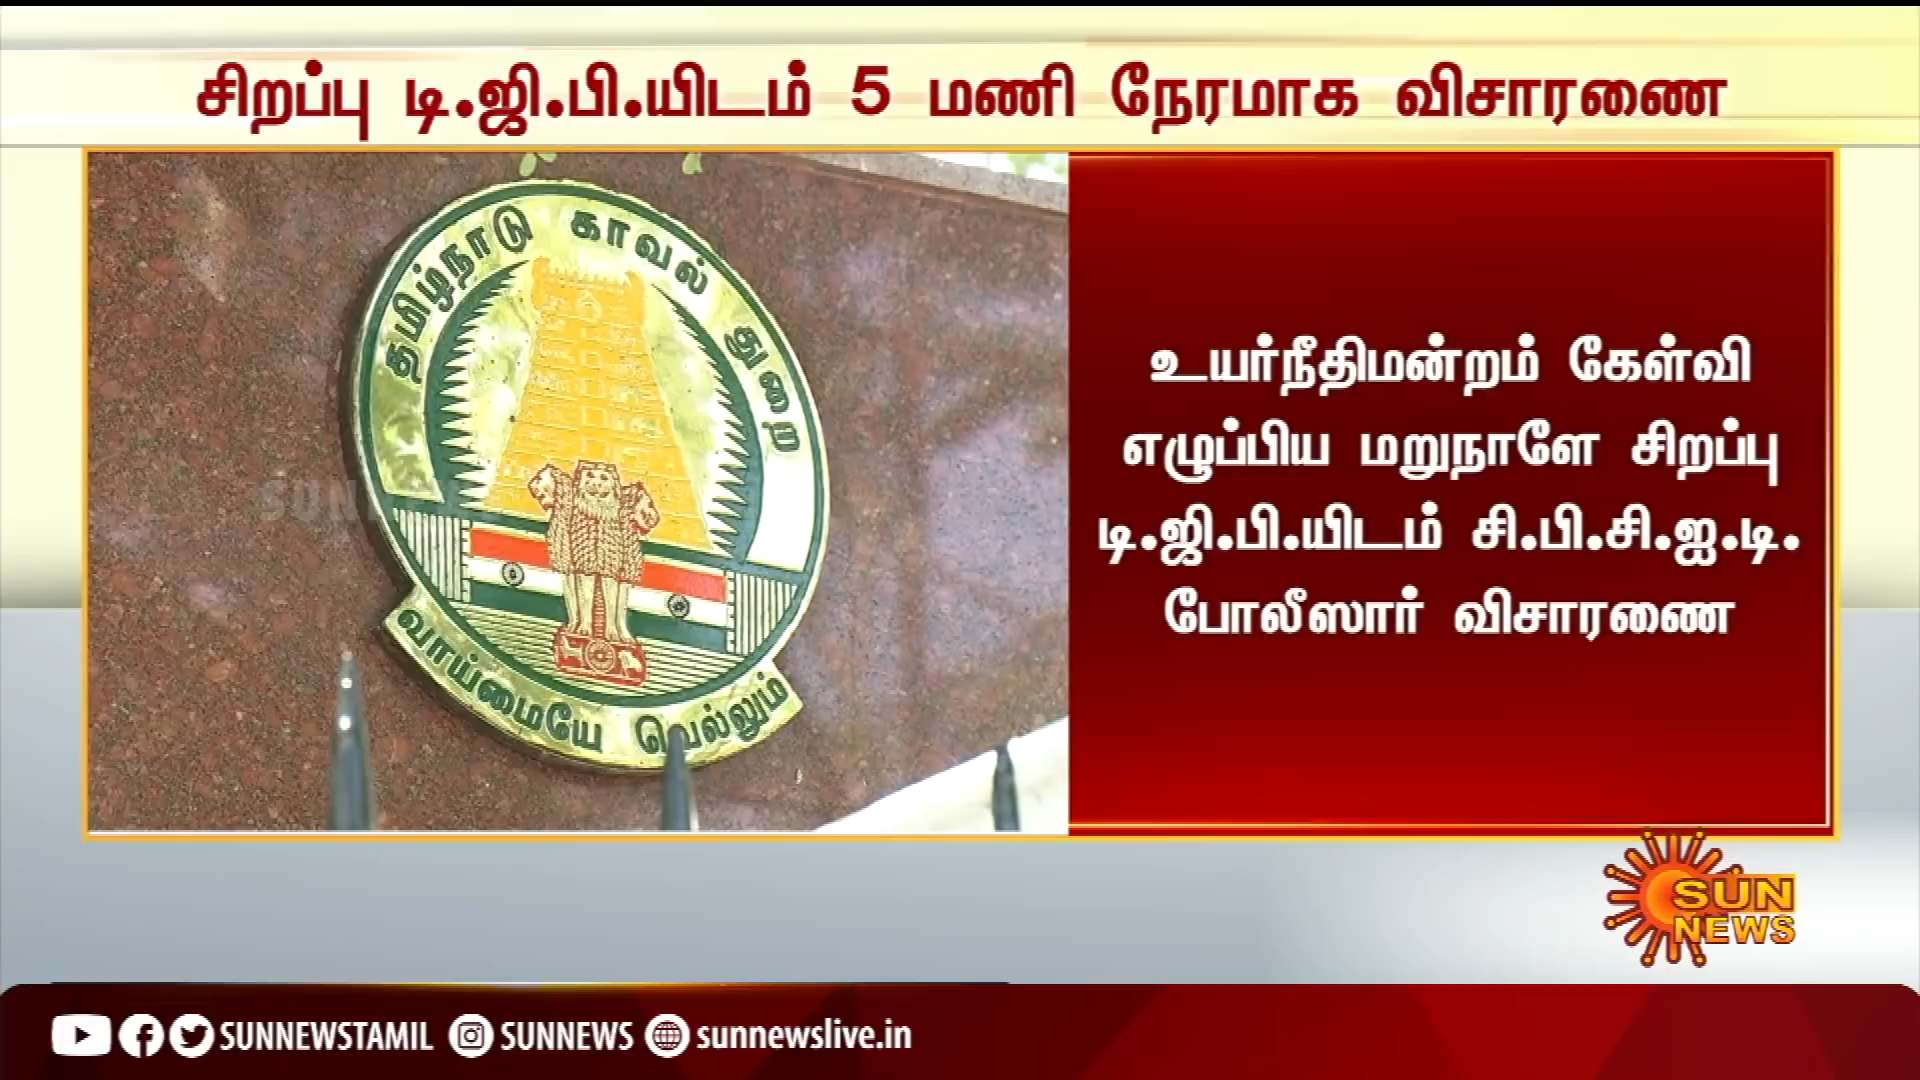 சிறப்பு டி.ஜி.பி.யிடம் 5 மணி நேரமாக விசாரணை
தமிழ்நாடு காவல் துறை
வாய்மையே வெல்லும்
உயர்நீதிமன்றம் கேள்வி
எழுப்பிய மறுநாளே சிறப்பு
டி.ஜி.பி.யிடம் சி.பி.சி.ஐ.டி.
போலீஸார் விசாரணை
SUN
NEWS
SUNNEWSTAMIL SUNNEWS sunnewslive.in